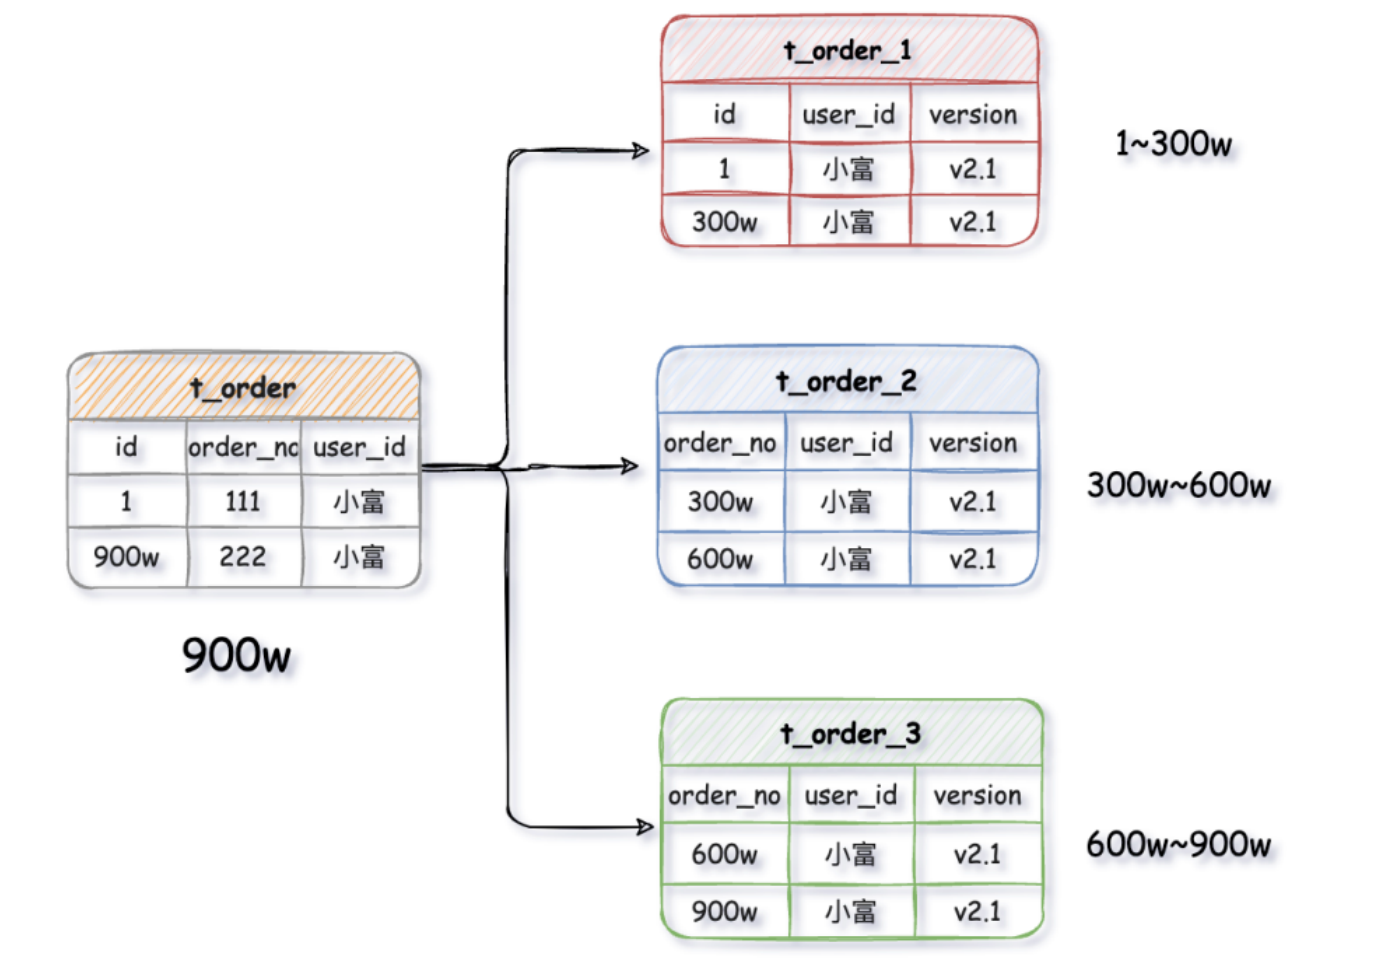 t_order_1
id user_id version
1 小富 v2.1
300w 小富 v2.1
1~300w
t_order
id order_no user_id
1 111 小富
900w 222 小富
900w
t_order_2
order_no user_id version
300w 小富 v2.1
600w 小富 v2.1
300w~600w
t_order_3
order_no user_id version
600w 小富 v2.1
900w 小富 v2.1
600w~900w